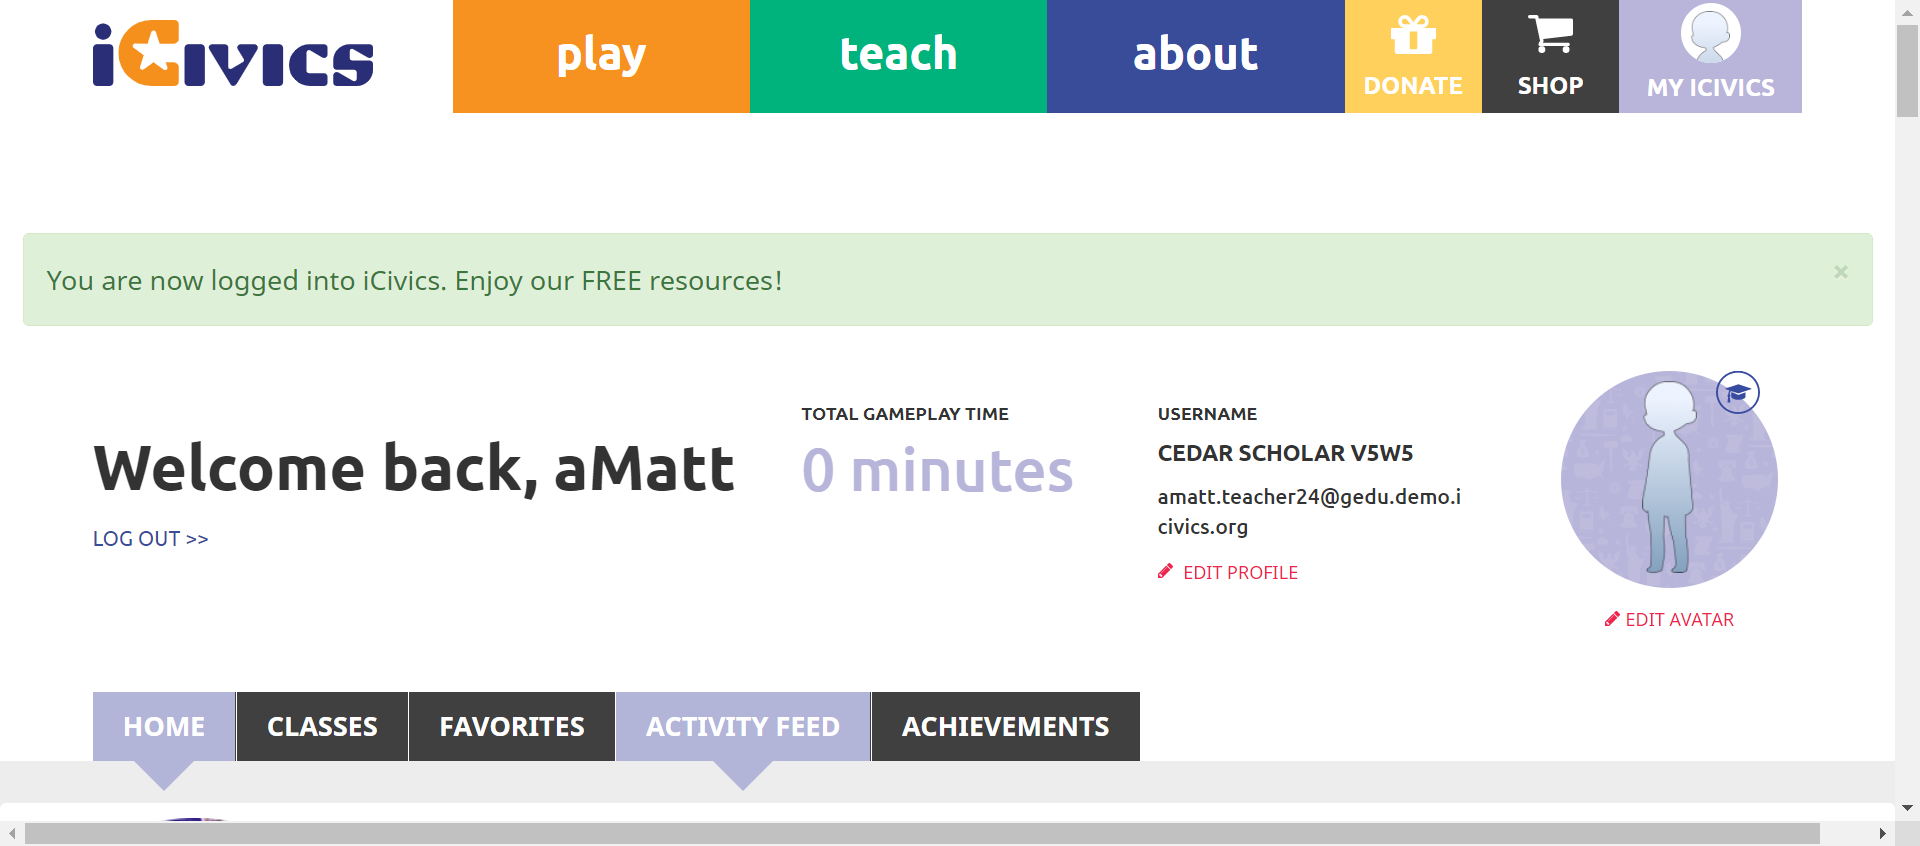 iCIVICS
play
teach
about
DONATE
SHOP
MY ICIVICS
You are now logged into iCivics. Enjoy our FREE resources!
×
Welcome back, aMatt
LOG OUT >>
TOTAL GAMEPLAY TIME
0 minutes
USERNAME
CEDAR SCHOLAR V5W5
amatt.teacher24@gedu.demo.i
civics.org
EDIT PROFILE
EDIT AVATAR
HOME
CLASSES
FAVORITES
ACTIVITY FEED
ACHIEVEMENTS